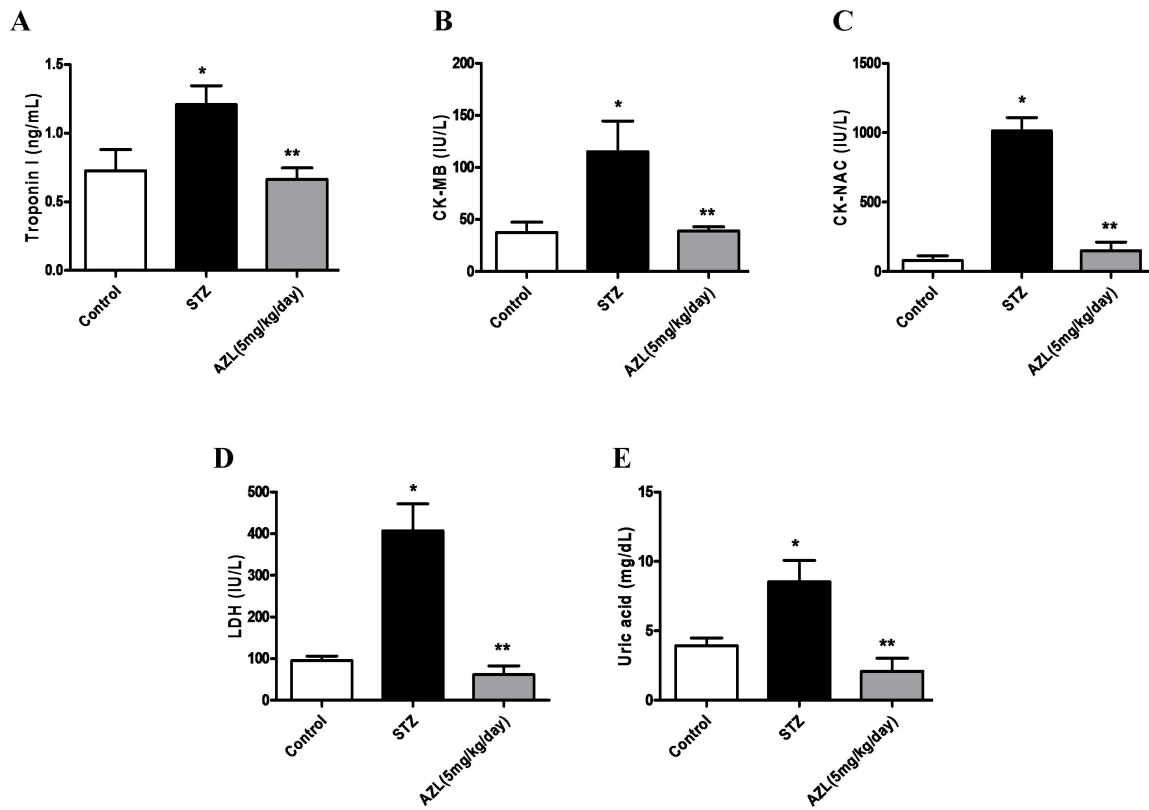 A
Troponin I (ng/mL)
1.5
1.0
0.5
0.0
*
**
Control
STZ
AZL(5mg/kg/day)
B
CK-MB (IU/L)
200
150
100
50
0
*
**
Control
STZ
AZL(5mg/kg/day)
C
CK-NAC (IU/L)
1500
1000
500
0
*
**
Control
STZ
AZL(5mg/kg/day)
D
LDH (IU/L)
500
400
300
200
100
0
*
**
Control
STZ
AZL(5mg/kg/day)
E
Uric acid (mg/dL)
15
10
5
0
*
**
Control
STZ
AZL(5mg/kg/day)